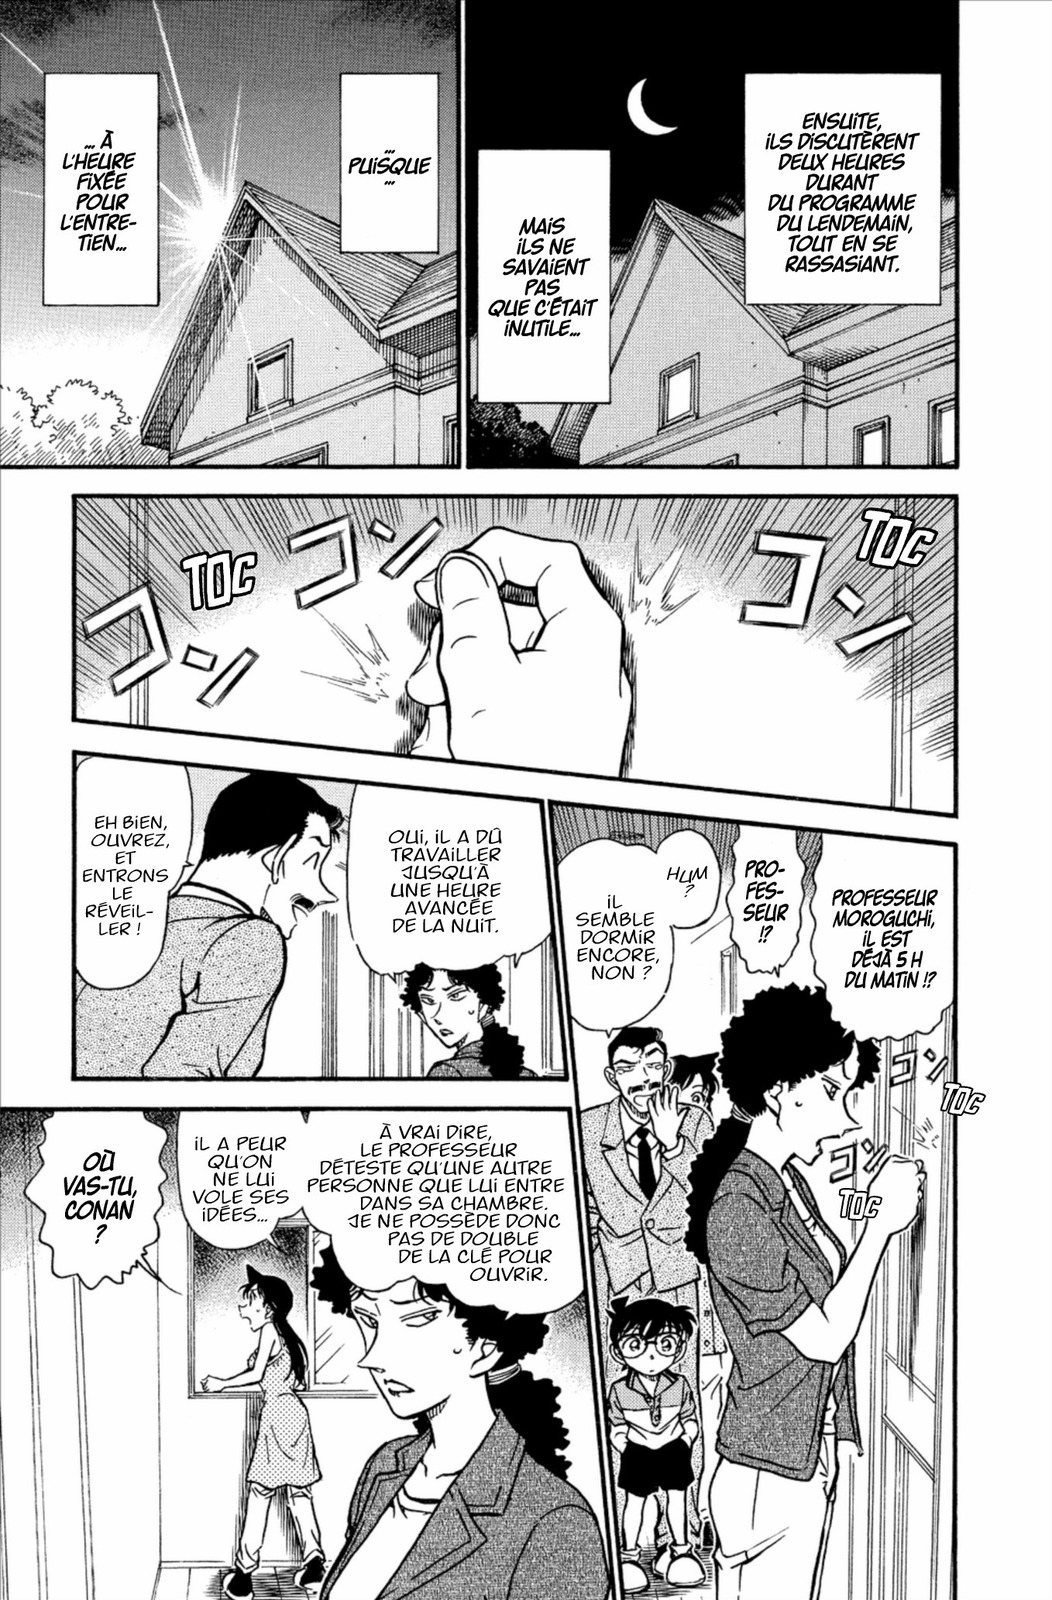 ENSUITE,
ILS DISCUTÈRENT
DEUX HEURES
DURANT
DU PROGRAMME
DU LENDEMAIN,
TOUT EN SE
RASSASIANT.
MAIS
ILS NE
SAVAIENT
PAS
QUE C'ÉTAIT
INUTILE...
...
PUISQUE
...
... À
L'HEURE
FIXÉE
POUR
L'ENTRE-
TIEN...
TOC
コン
TOC
コン
コン
PROFESSEUR
MOROGUCHI,
IL EST
DÉJÀ 5 H
DU MATIN !?
PRO-
FES-
SEUR
!?
HUM
?
IL
SEMBLE
DORMIR
ENCORE,
NON ?
コン
TOC
コン
TOC
OUI, IL A DÛ
TRAVAILLER
JUSQU'À
UNE HEURE
AVANCÉE
DE LA NUIT.
EH BIEN,
OUVREZ,
ET
ENTRONS
LE
RÉVEIL-
LER !
À VRAI DIRE,
LE PROFESSEUR
DÉTESTE QU'UNE AUTRE
PERSONNE QUE LUI ENTRE
DANS SA CHAMBRE.
JE NE POSSÈDE DONC
PAS DE DOUBLE
DE LA CLÉ POUR
OUVRIR.
IL A PEUR
QU'ON
NE LUI
VOLE SES
IDÉES...
OÙ
VAS-TU,
CONAN
?